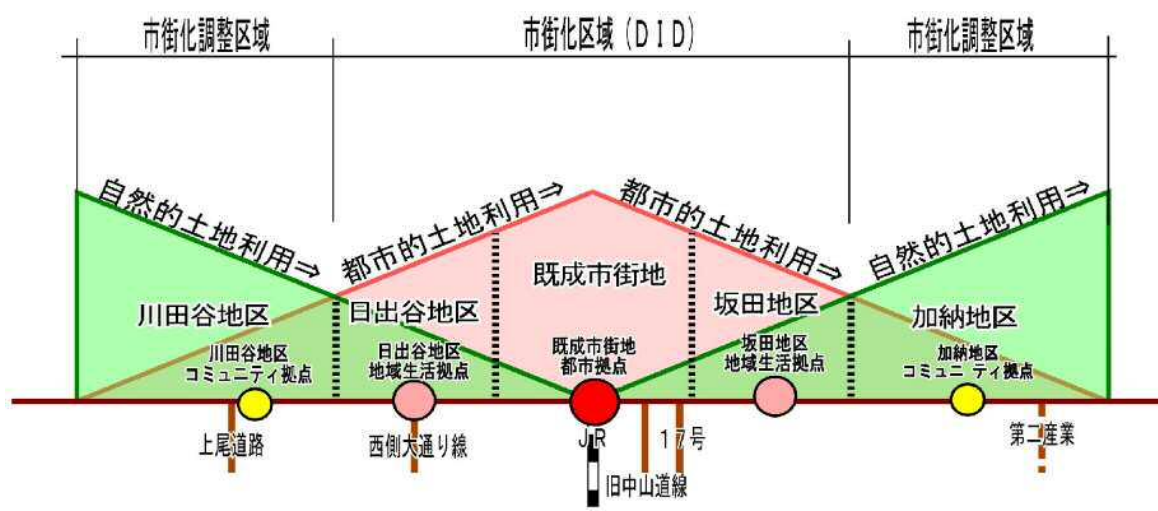 市街化調整区域
市街化区域(DID)
市街化調整区域
自然的土地利用⇒
都市的土地利用⇒
都市的土地利用⇒
自然的土地利用⇒
川田谷地区
日出谷地区
既成市街地
坂田地区
加納地区
川田谷地区
コミュニティ拠点
日出谷地区
地域生活拠点
既成市街地
都市拠点
坂田地区
地域生活拠点
加納地区
コミュニティ拠点
上尾道路
西側大通り線
JR
17号
旧中山道線
第二産業